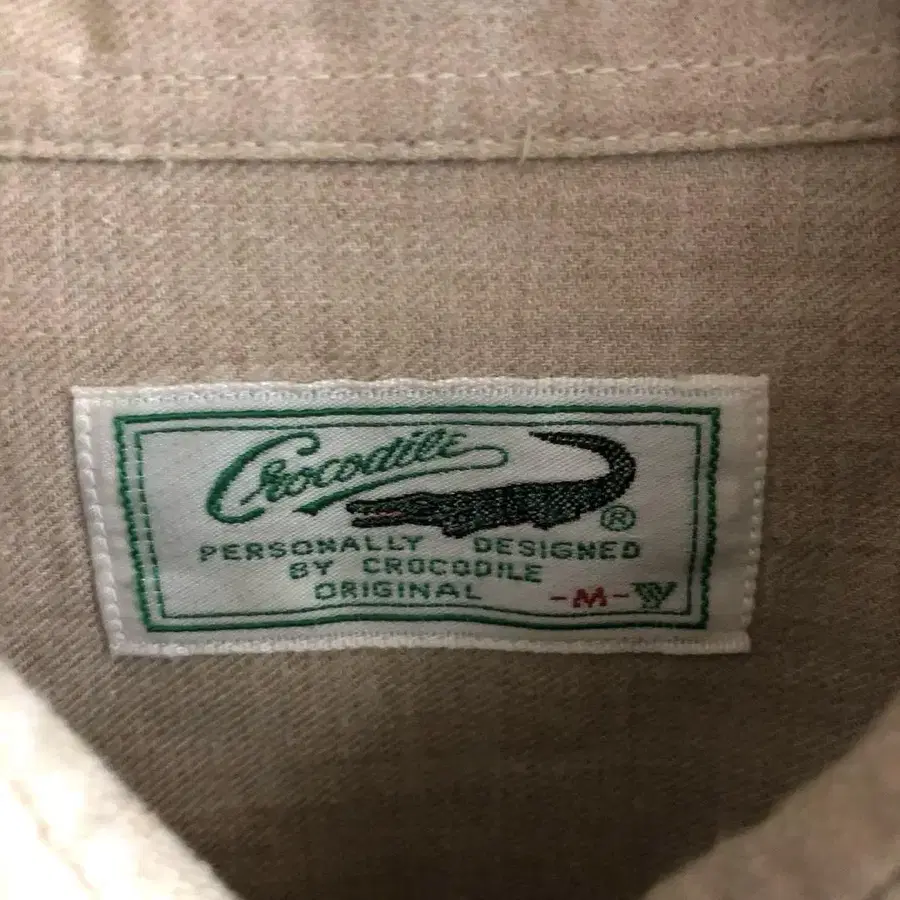 Crocodile
®
PERSONALLY DESIGNED
BY CROCODILE
ORIGINAL
-M-